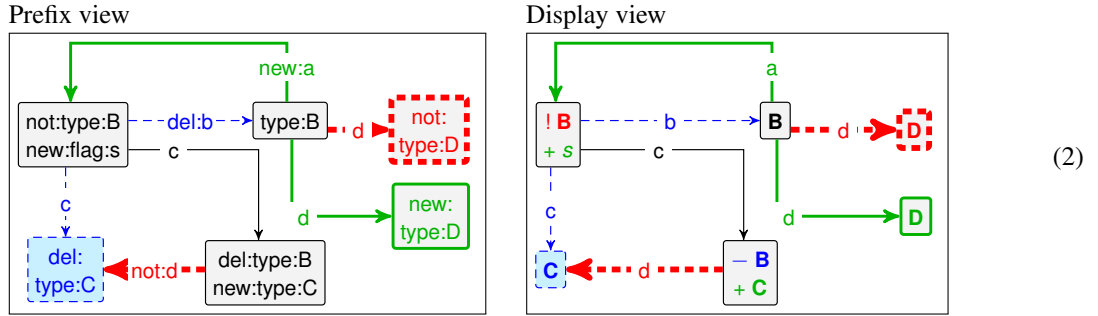 Prefix view
new:a
not:type:B
new:flag:s
del:b
type:B
d
not:
type:D
c
c
d
new:
type:D
del:
type:C
not:d
del:type:B
new:type:C
Display view
a
! B
+ s
b
B
d
D
c
c
d
D
C
d
− B
+ C
(2)